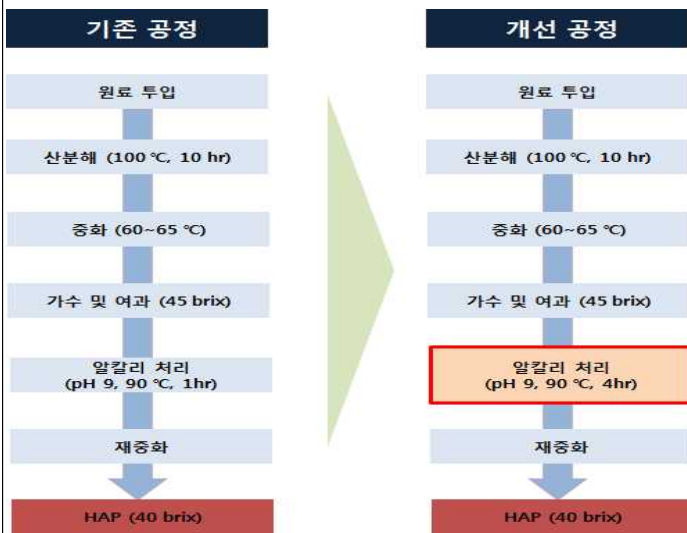 기존 공정
원료 투입
산분해 (100 ℃, 10 hr)
중화 (60~65 ℃)
가수 및 여과 (45 brix)
알칼리 처리
(pH 9, 90 ℃, 1hr)
재중화
HAP (40 brix)
개선 공정
원료 투입
산분해 (100 ℃, 10 hr)
중화 (60~65 ℃)
가수 및 여과 (45 brix)
알칼리 처리
(pH 9, 90 ℃, 4hr)
재중화
HAP (40 brix)